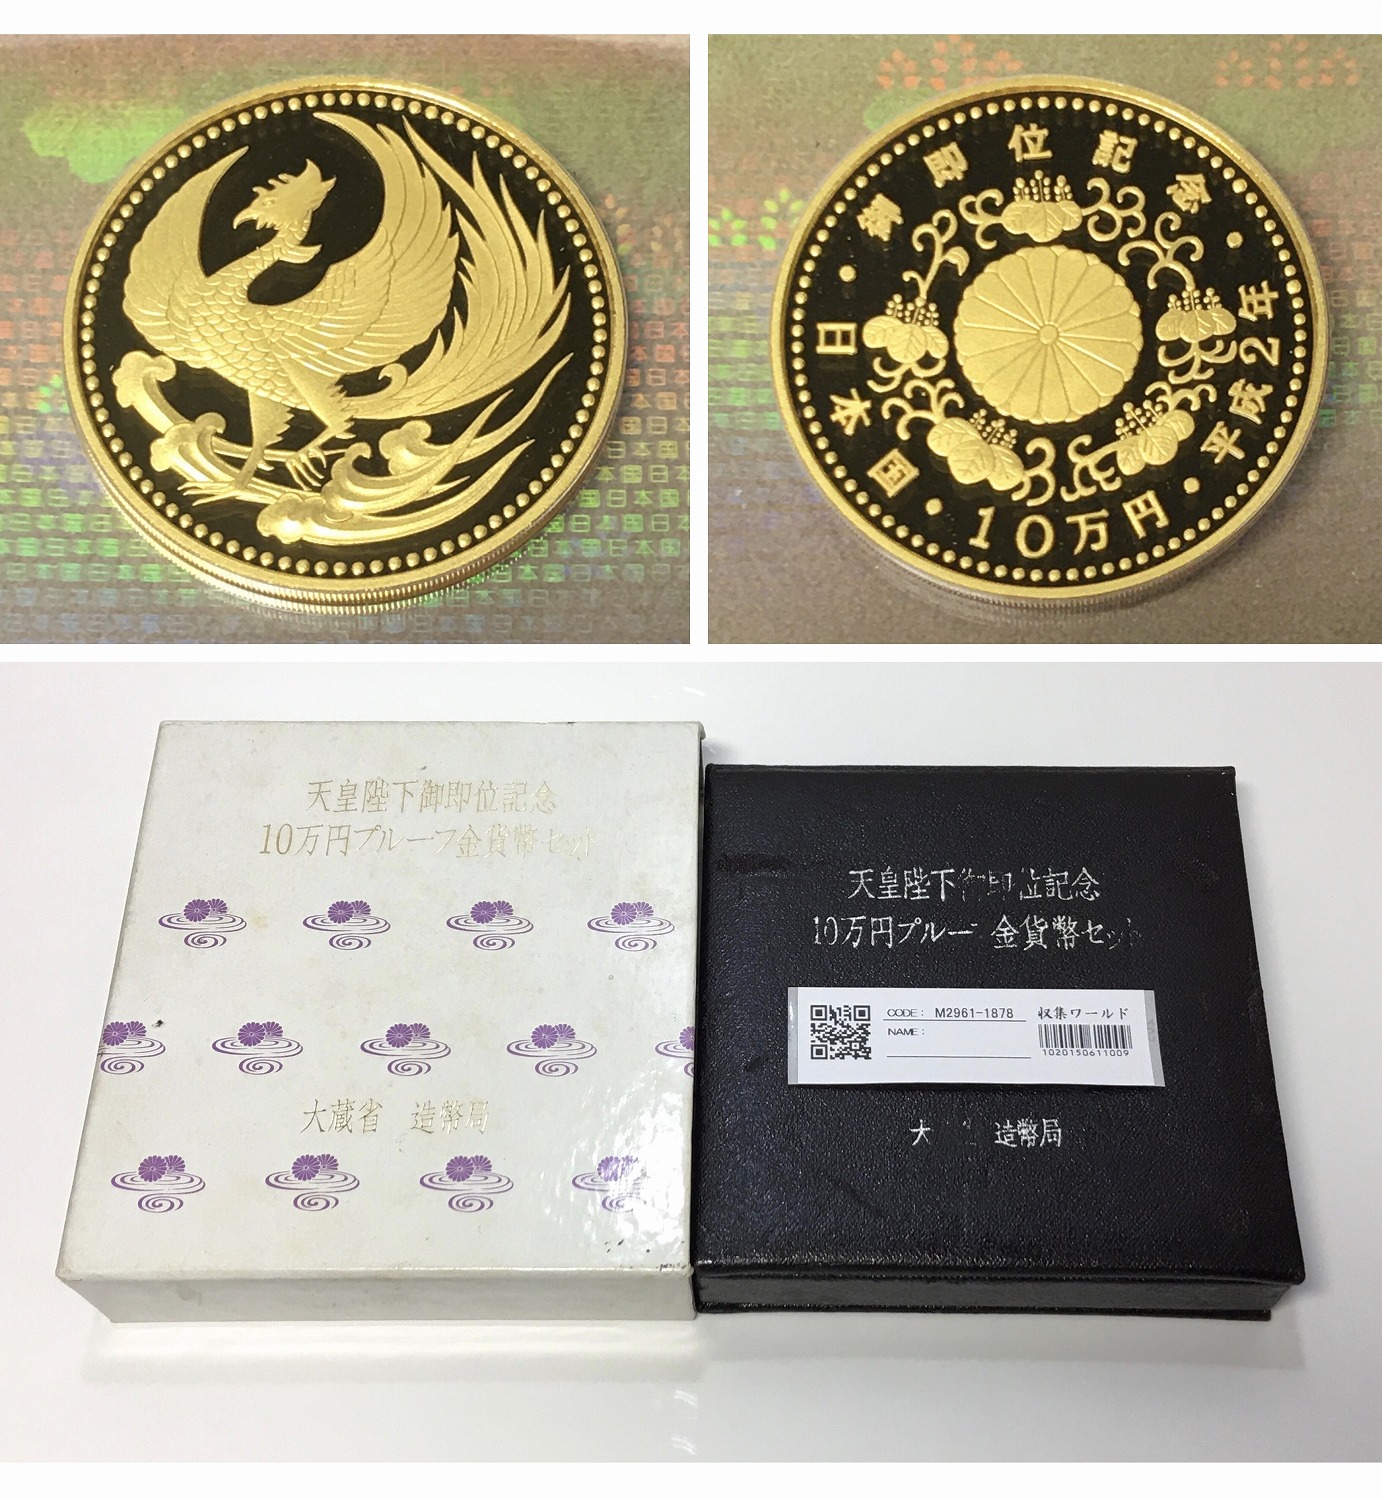 御即位記念
日本国
平成2年
10万円
天皇陛下御即位記念
10万円プルーフ金貨幣セット
大蔵省 造幣局
天皇陛下御即位記念
10万円プルー 金貨幣セット
CODE: M2961-1878
収集ワールド
NAME:
1020150611009
大 造幣局